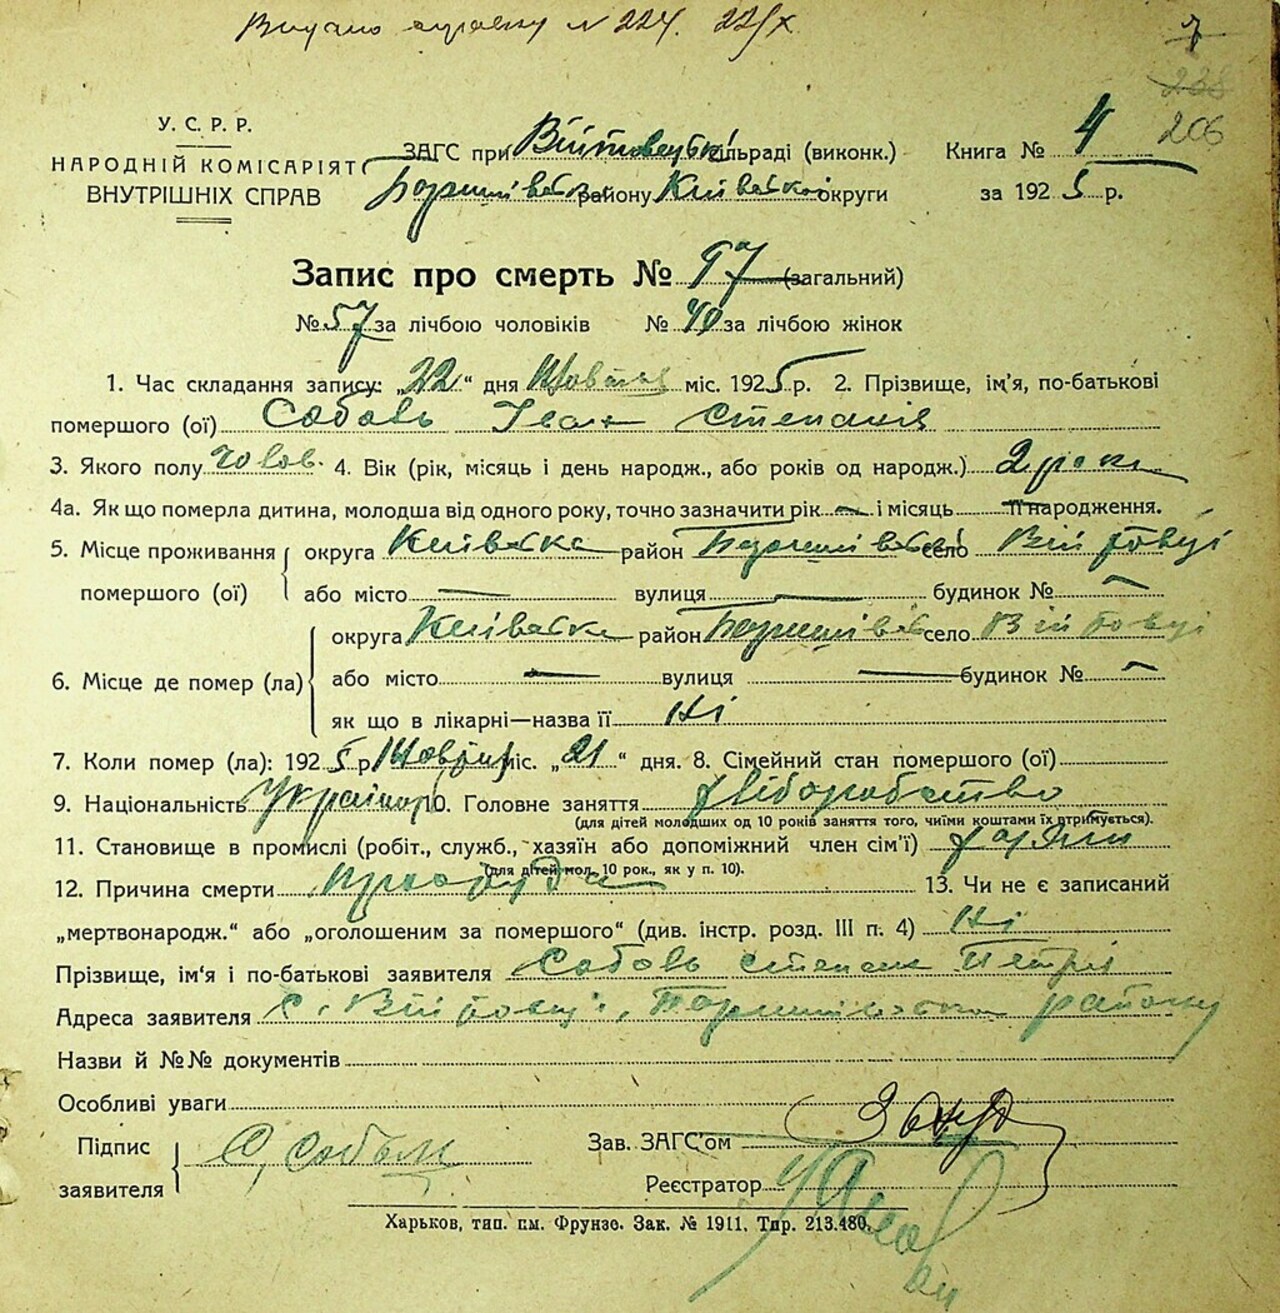 Видано справку № 224. 22/X
206
У. С. Р. Р.
НАРОДНІЙ КОМІСАРІЯТ
ВНУТРІШНІХ СПРАВ
ЗАГС при Війтовецькій сільраді (виконк.) Книга № 4
району Київської округи за 1925 р.
Запис про смерть № 97 (загальний)
№ 57 за лічбою чоловіків № 40 за лічбою жінок
1. Час складання запису: „22“ дня Жовтня міс. 1925 р. 2. Прізвище, ім’я, по-батькові
помершого (ої) Собовь Іван
3. Якого полу чолов. 4. Вік (рік, місяць і день народж., або років од народж.) 2 роки
4а. Як що померла дитина, молодша від одного року, точно зазначити рік — і місяць — її народження.
5. Місце проживання округа Київська район село Війтовці
помершого (ої) або місто — вулиця — будинок № —
округа Київська район село Війтовці
6. Місце де помер (ла) або місто — вулиця — будинок № —
як що в лікарні—назва її Ні
7. Коли помер (ла): 1925 р. міс. „21“ дня. 8. Сімейний стан помершого (ої)
9. Національність 10. Головне заняття хліборобство
(для дітей молодших од 10 років заняття того, чиїми коштами їх втримується).
11. Становище в промислі (робіт., служб., хазяїн або допоміжний член сім’ї)
(для дітей мол. 10 рок., як у п. 10).
12. Причина смерти простуда 13. Чи не є записаний
„мертвонародж.“ або „оголошеним за помершого“ (див. інстр. розд. III п. 4) Ні
Прізвище, ім‘я і по-батькові заявителя Собовь Степан
Адреса заявителя с. Війтовці, району
Назви й №№ документів
Особливі уваги
Підпис Зав. ЗАГС’ом
заявителя Реєстратор
Харьков, тип. им. Фрунзе. Зак. № 1911. Тир. 213.480.